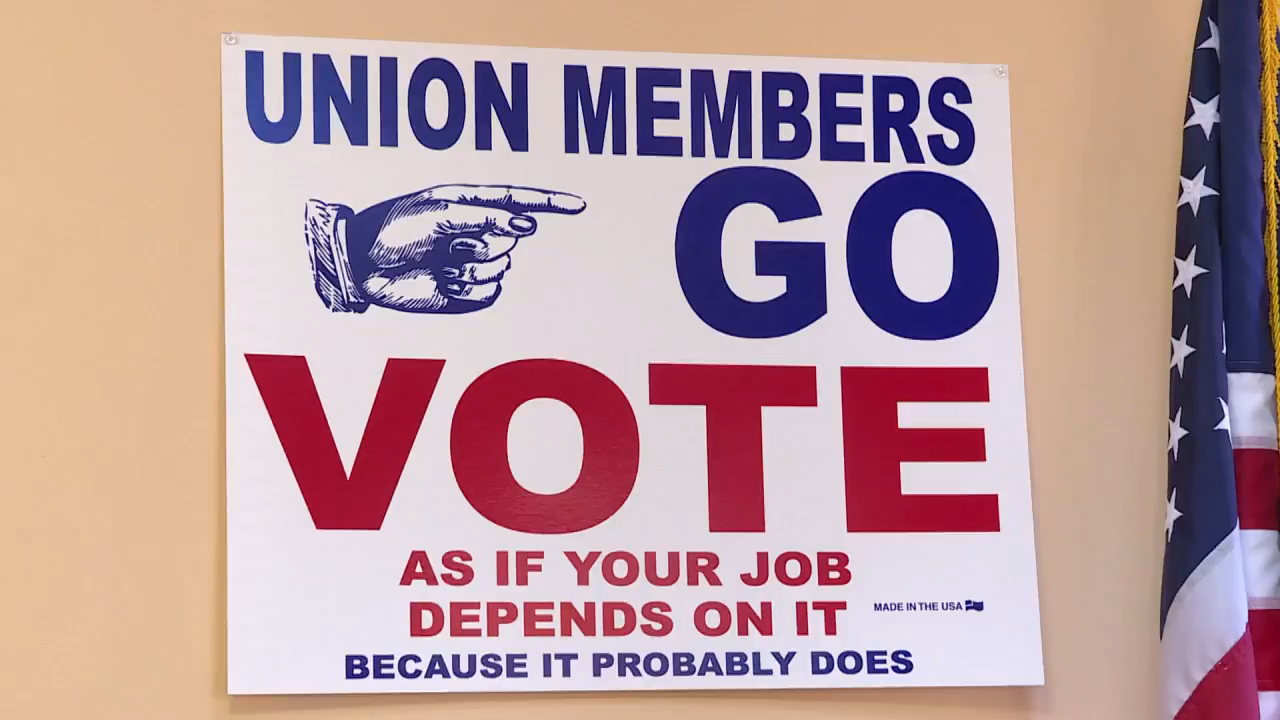 UNION MEMBERS
GO
VOTE
AS IF YOUR JOB
DEPENDS ON IT
MADE IN THE USA
BECAUSE IT PROBABLY DOES